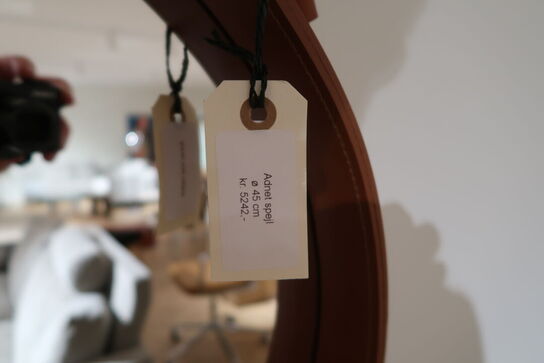 Adnet spejl
ø 45 cm
kr. 5242,-